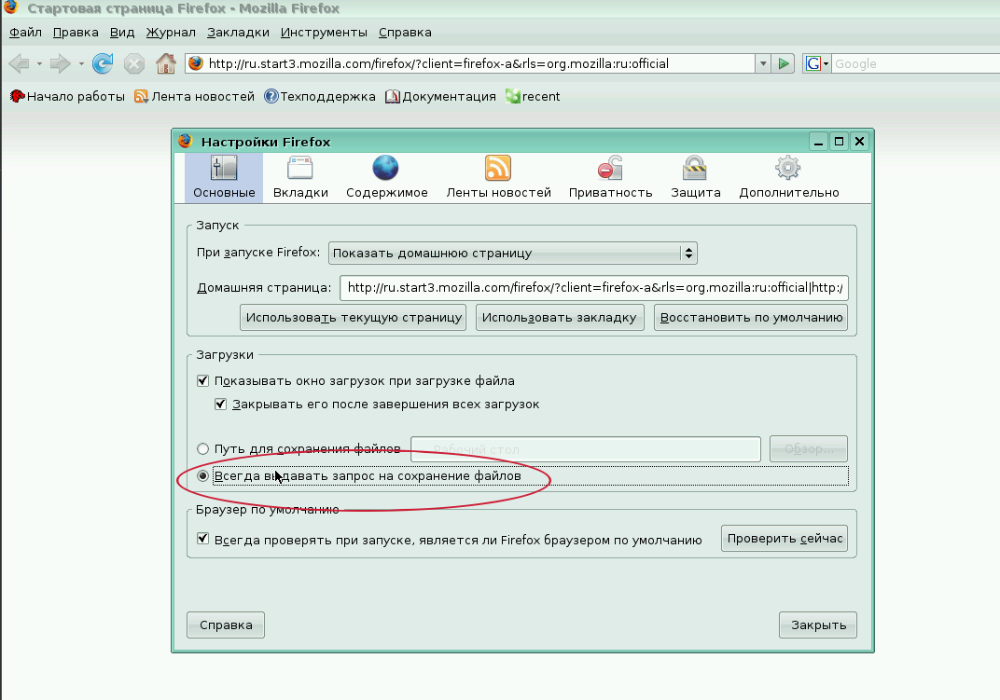 Стартовая страница Firefox - Mozilla Firefox
Файл Правка Вид Журнал Закладки Инструменты Справка
http://ru.start3.mozilla.com/firefox/?client=firefox-a&rls=org.mozilla:ru:official G Google
Начало работы Лента новостей Техподдержка Документация recent
Настройки Firefox
Основные Вкладки Содержимое Ленты новостей Приватность Защита Дополнительно
Запуск
При запуске Firefox: Показать домашнюю страницу
Домашняя страница: http://ru.start3.mozilla.com/firefox/?client=firefox-a&rls=org.mozilla:ru:official|http:/
Использовать текущую страницу Использовать закладку Восстановить по умолчанию
Загрузки
Показывать окно загрузок при загрузке файла
Закрывать его после завершения всех загрузок
Путь для сохранения файлов Рабочий стол Обзор...
Всегда выдавать запрос на сохранение файлов
Браузер по умолчанию
Всегда проверять при запуске, является ли Firefox браузером по умолчанию Проверить сейчас
Справка Закрыть